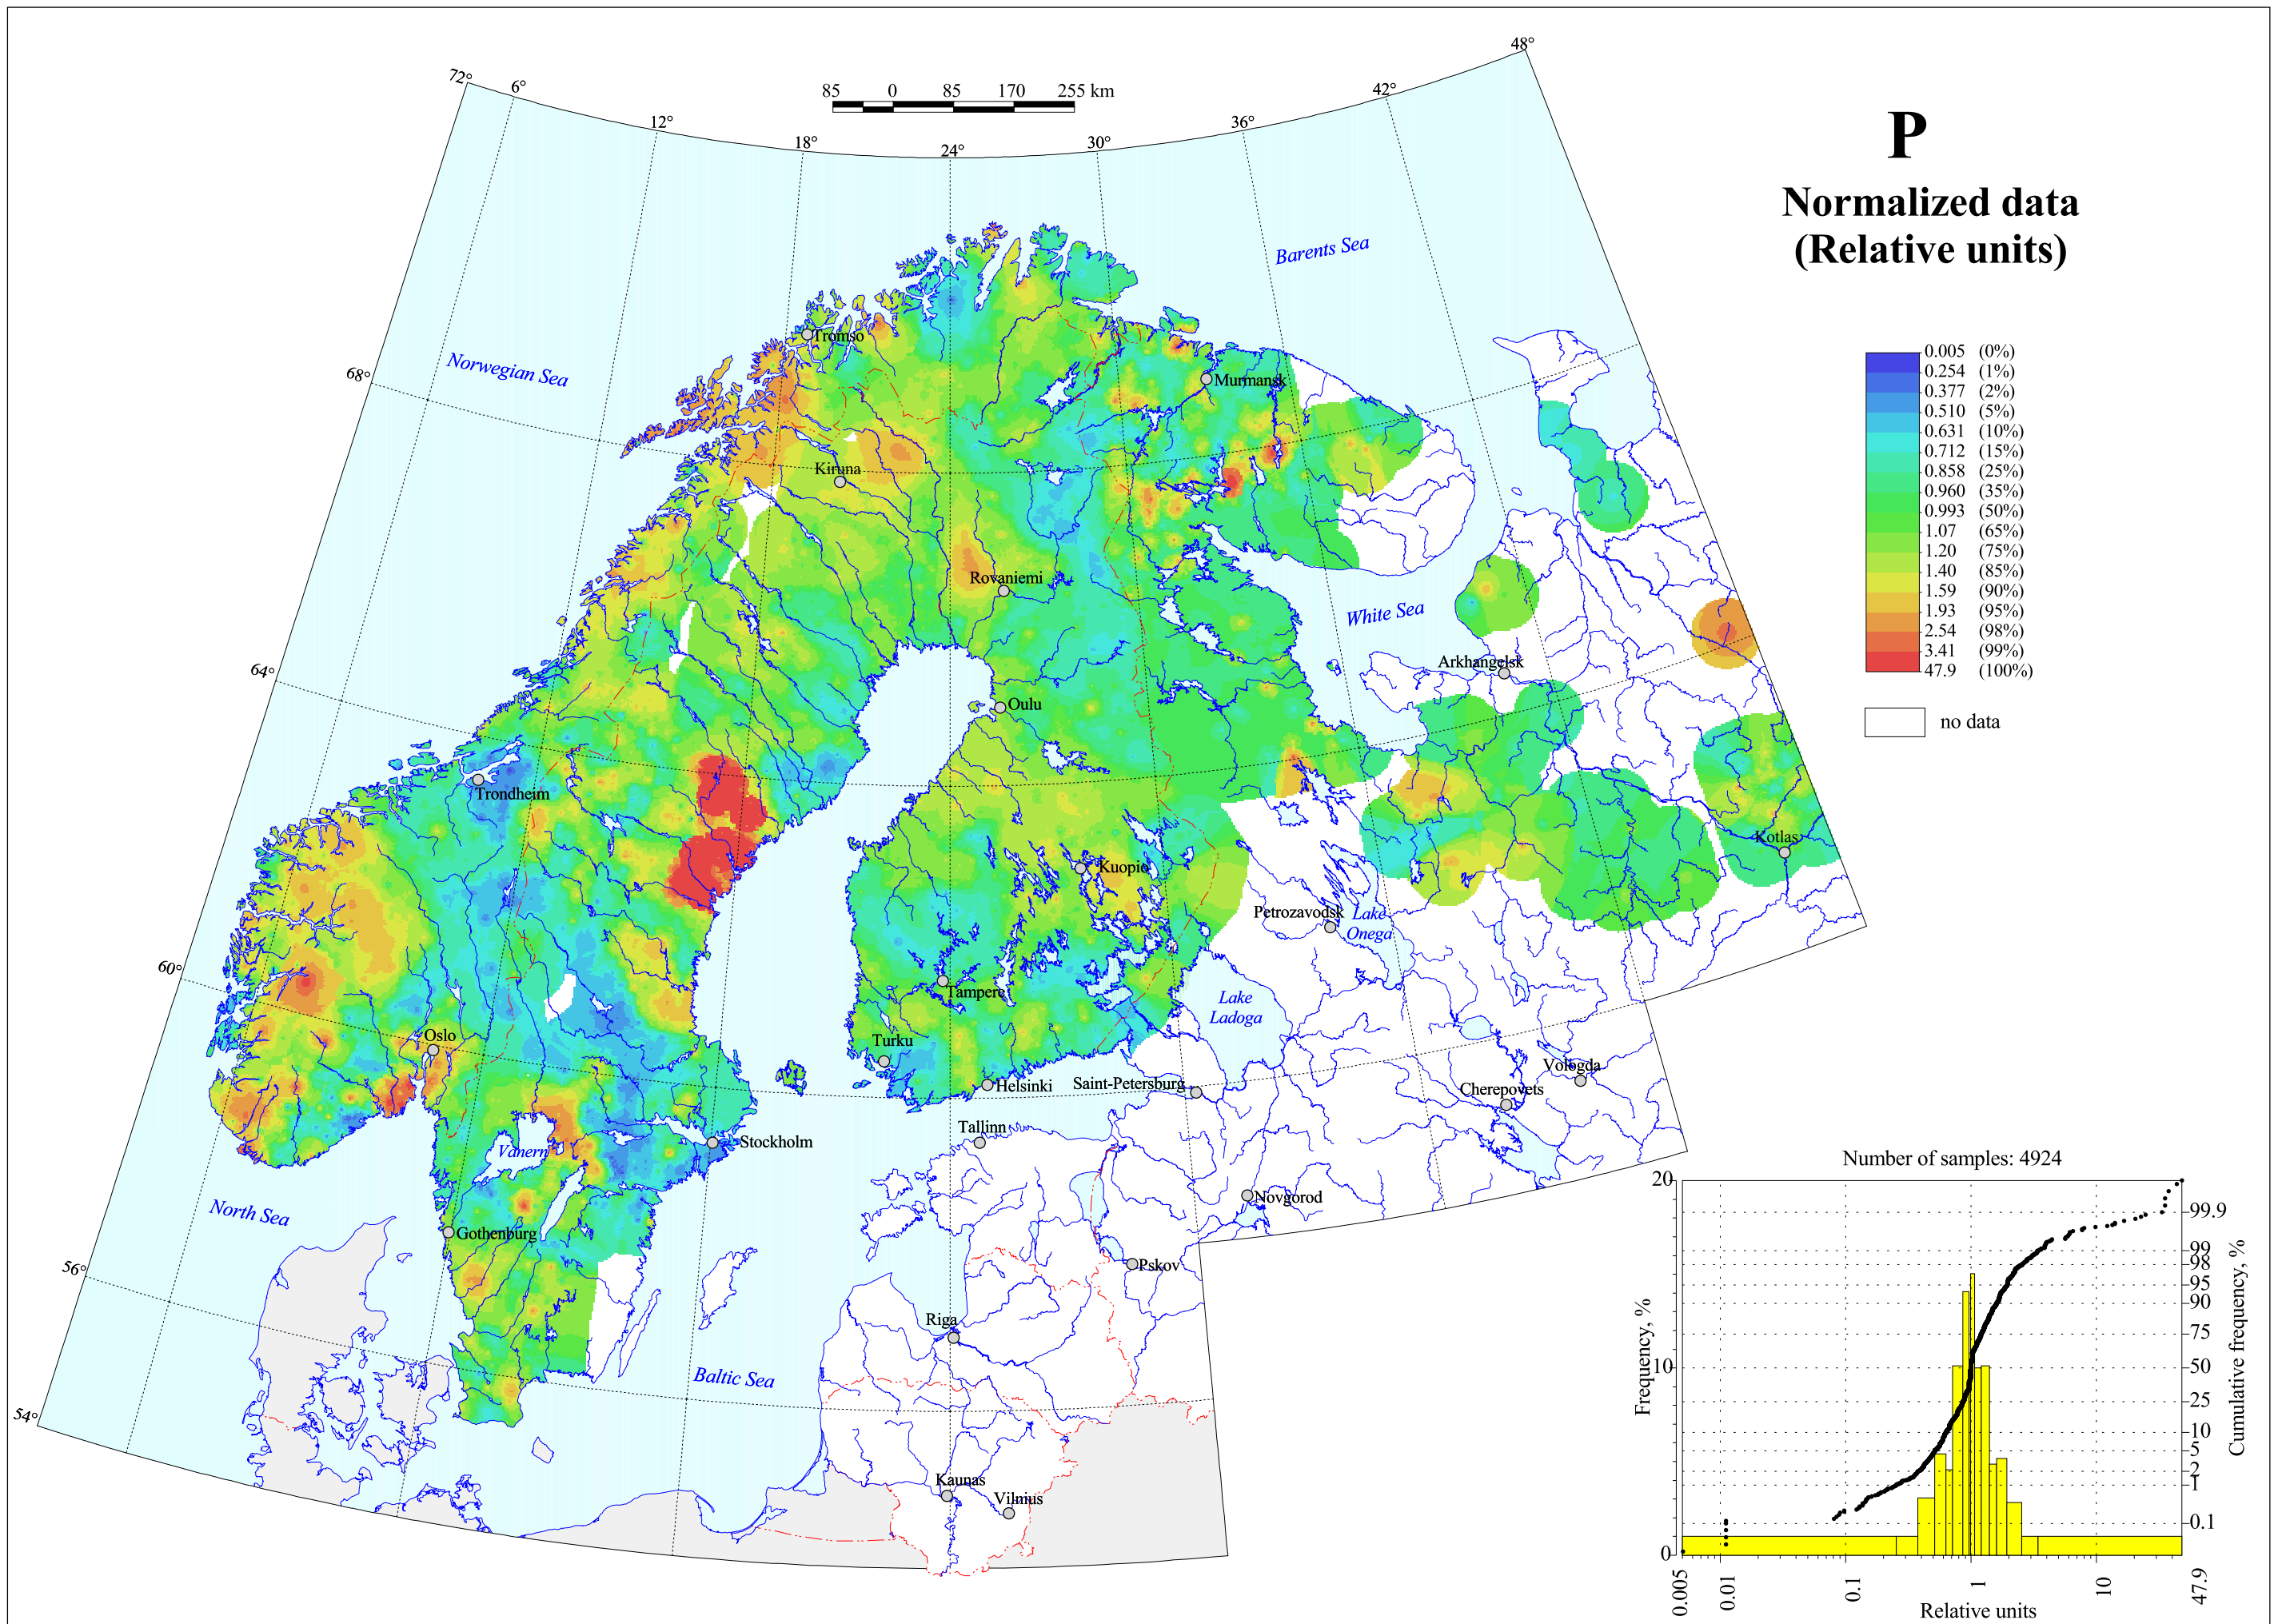 P
Normalized data
(Relative units)
85 0 85 170 255 km
72°
6°
12°
18°
24°
30°
36°
42°
48°
68°
64°
60°
56°
54°
Barents Sea
Norwegian Sea
Tromso
Murmansk
Kiruna
Rovaniemi
White Sea
Arkhangelsk
Oulu
Trondheim
Kuopio
Kotlas
Petrozavodsk
Lake
Onega
Tampere
Lake
Ladoga
Oslo
Turku
Helsinki
Saint-Petersburg
Vologda
Cherepovets
Tallinn
Stockholm
Vanern
Novgorod
North Sea
Gothenburg
Pskov
Riga
Baltic Sea
Kaunas
Vilnius
0.005 (0%)
0.254 (1%)
0.377 (2%)
0.510 (5%)
0.631 (10%)
0.712 (15%)
0.858 (25%)
0.960 (35%)
0.993 (50%)
1.07 (65%)
1.20 (75%)
1.40 (85%)
1.59 (90%)
1.93 (95%)
2.54 (98%)
3.41 (99%)
47.9 (100%)
no data
Number of samples: 4924
Frequency, %
20
10
0
Cumulative frequency, %
99.9
99
98
95
90
75
50
25
10
5
2
1
0.1
0.005
0.01
0.1
1
10
47.9
Relative units